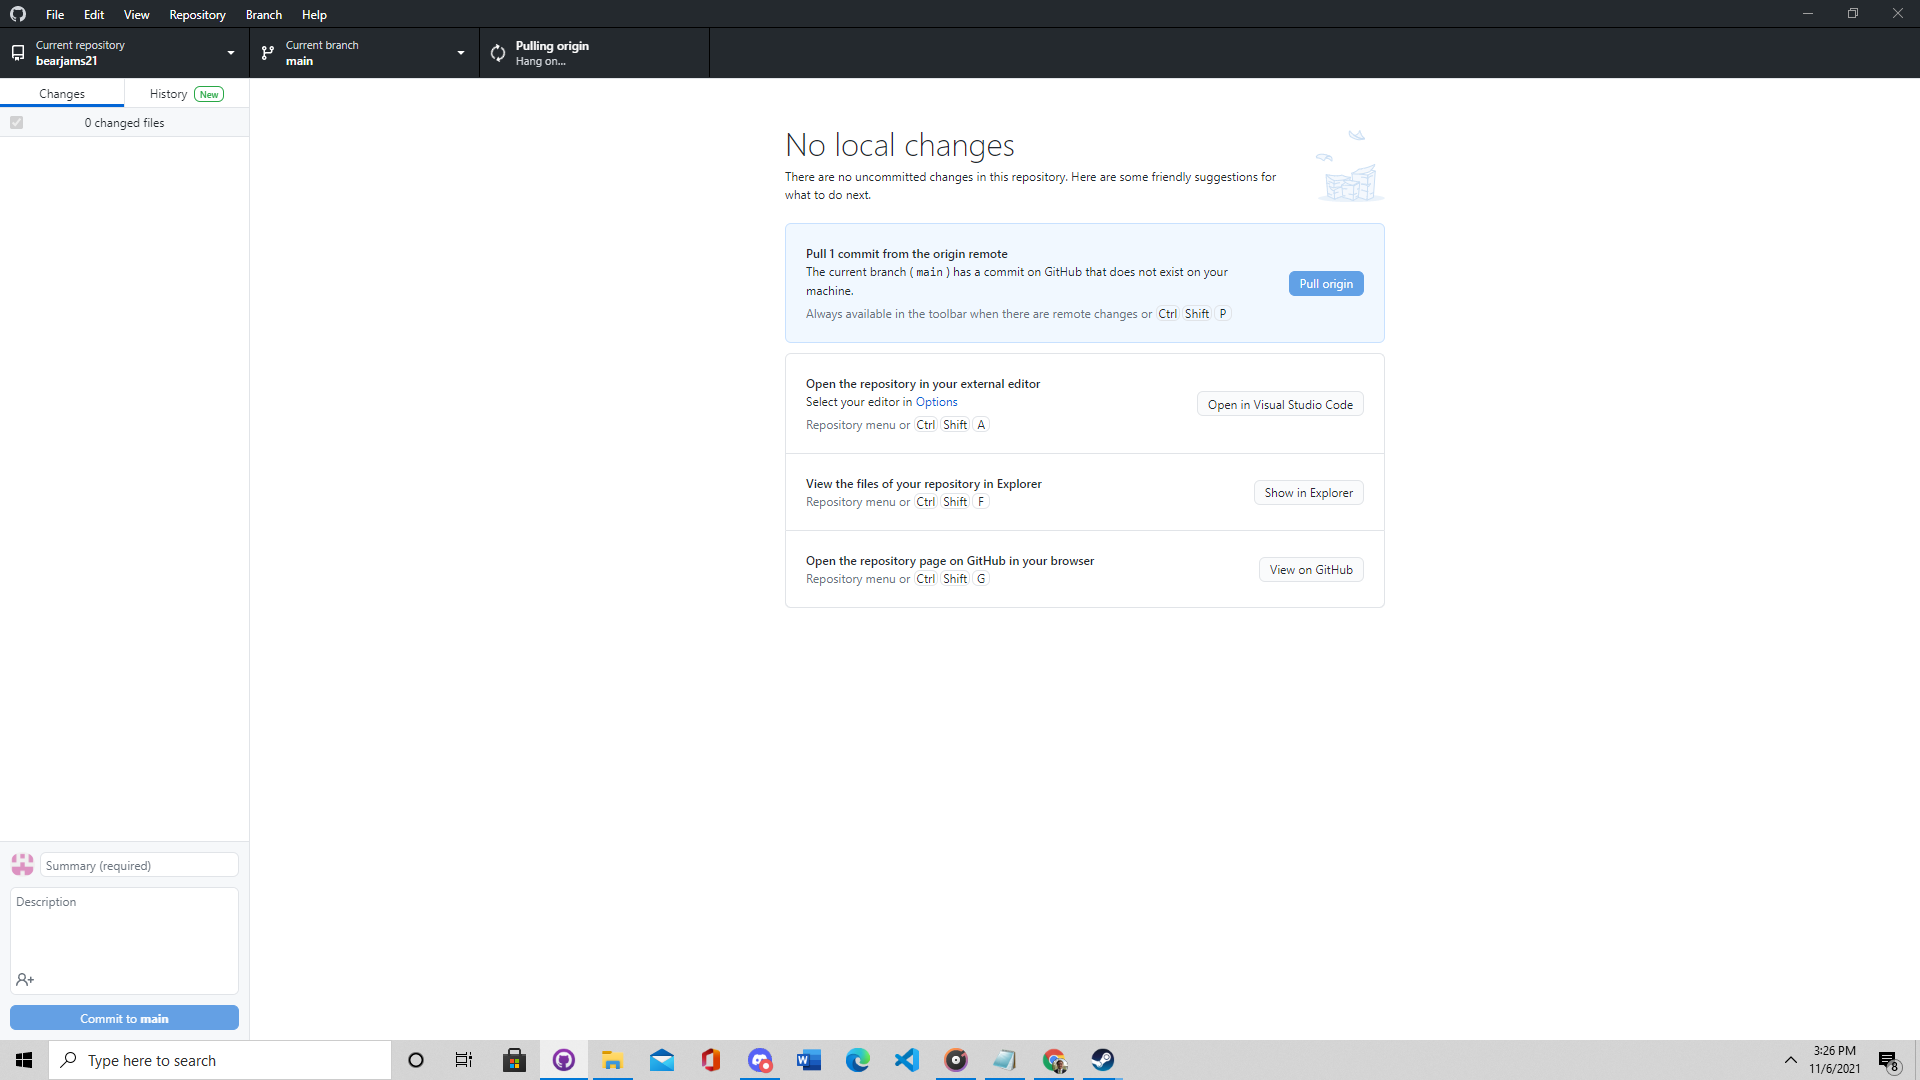 File Edit View Repository Branch Help
Current repository
bearjams21
Current branch
main
Pulling origin
Hang on...
Changes
History New
0 changed files
No local changes
There are no uncommitted changes in this repository. Here are some friendly suggestions for
what to do next.
Pull 1 commit from the origin remote
The current branch ( main ) has a commit on GitHub that does not exist on your
machine.
Always available in the toolbar when there are remote changes or Ctrl Shift P
Pull origin
Open the repository in your external editor
Select your editor in Options
Repository menu or Ctrl Shift A
Open in Visual Studio Code
View the files of your repository in Explorer
Repository menu or Ctrl Shift F
Show in Explorer
Open the repository page on GitHub in your browser
Repository menu or Ctrl Shift G
View on GitHub
Summary (required)
Description
Commit to main
Type here to search
3:26 PM
11/6/2021
8